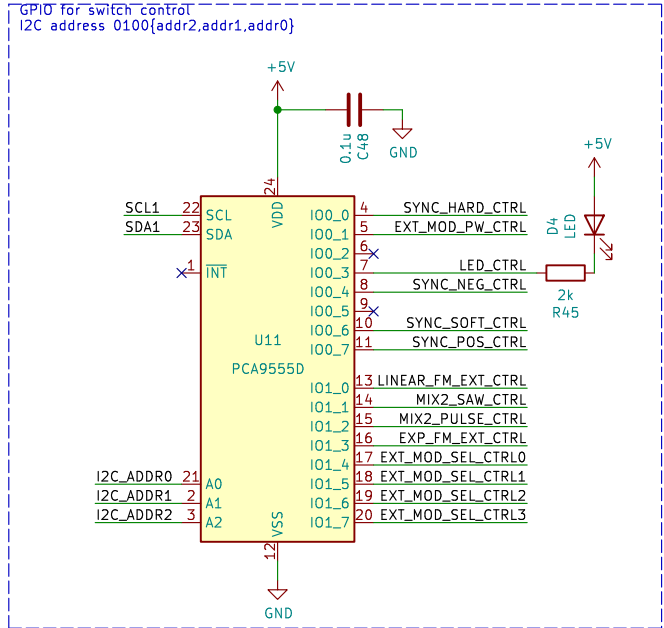 GPIO for switch control
I2C address 0100{addr2,addr1,addr0}
+5V
0.1u
C48
GND
+5V
D4
LED
24
VDD
SCL1 22 SCL
SDA1 23 SDA
1 INT
IO0_0 4 SYNC_HARD_CTRL
IO0_1 5 EXT_MOD_PW_CTRL
IO0_2 6
IO0_3 7 LED_CTRL
IO0_4 8 SYNC_NEG_CTRL
IO0_5 9
IO0_6 10 SYNC_SOFT_CTRL
IO0_7 11 SYNC_POS_CTRL
2k
R45
U11
PCA9555D
IO1_0 13 LINEAR_FM_EXT_CTRL
IO1_1 14 MIX2_SAW_CTRL
IO1_2 15 MIX2_PULSE_CTRL
IO1_3 16 EXP_FM_EXT_CTRL
IO1_4 17 EXT_MOD_SEL_CTRL0
IO1_5 18 EXT_MOD_SEL_CTRL1
IO1_6 19 EXT_MOD_SEL_CTRL2
IO1_7 20 EXT_MOD_SEL_CTRL3
I2C_ADDR0 21 A0
I2C_ADDR1 2 A1
I2C_ADDR2 3 A2
VSS
12
GND